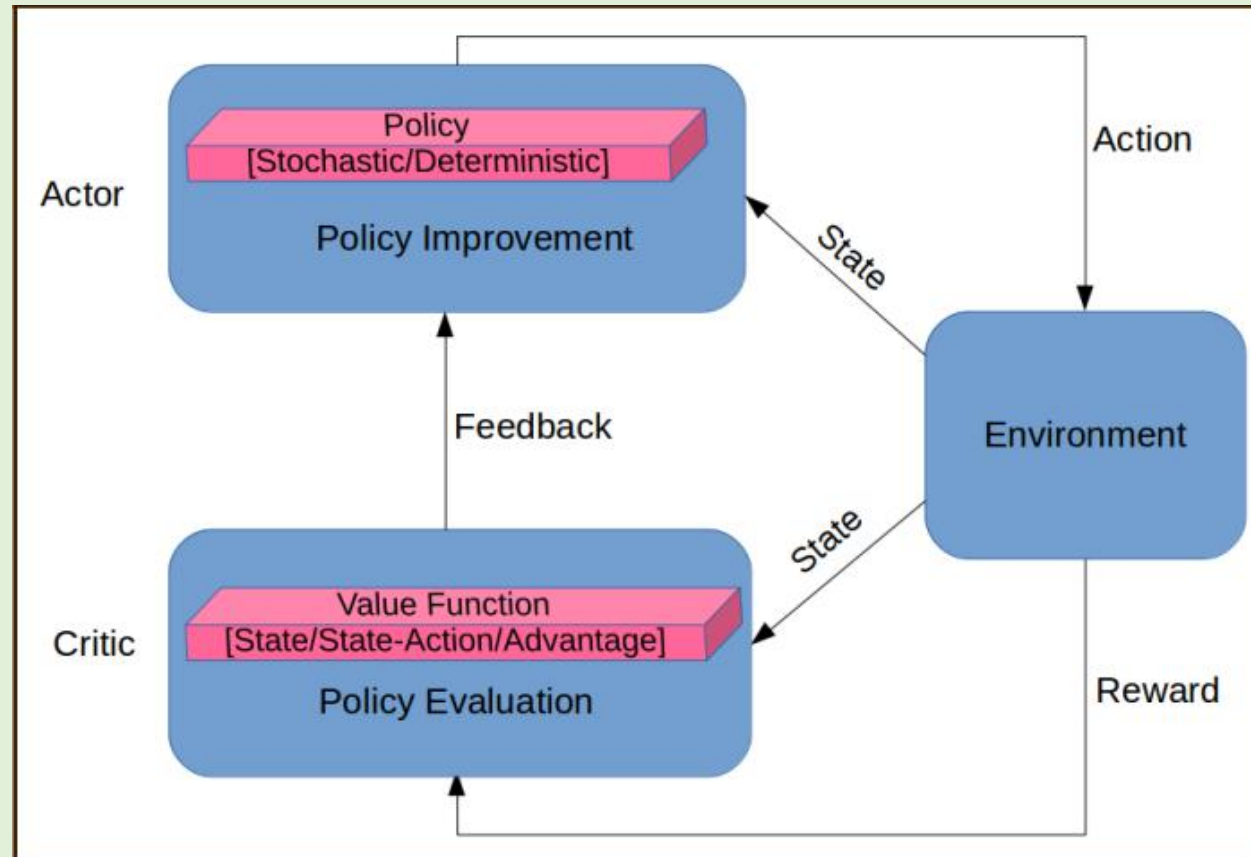 Policy
[Stochastic/Deterministic]
Actor
Policy Improvement
Action
State
Feedback
Environment
State
Value Function
[State/State-Action/Advantage]
Critic
Policy Evaluation
Reward